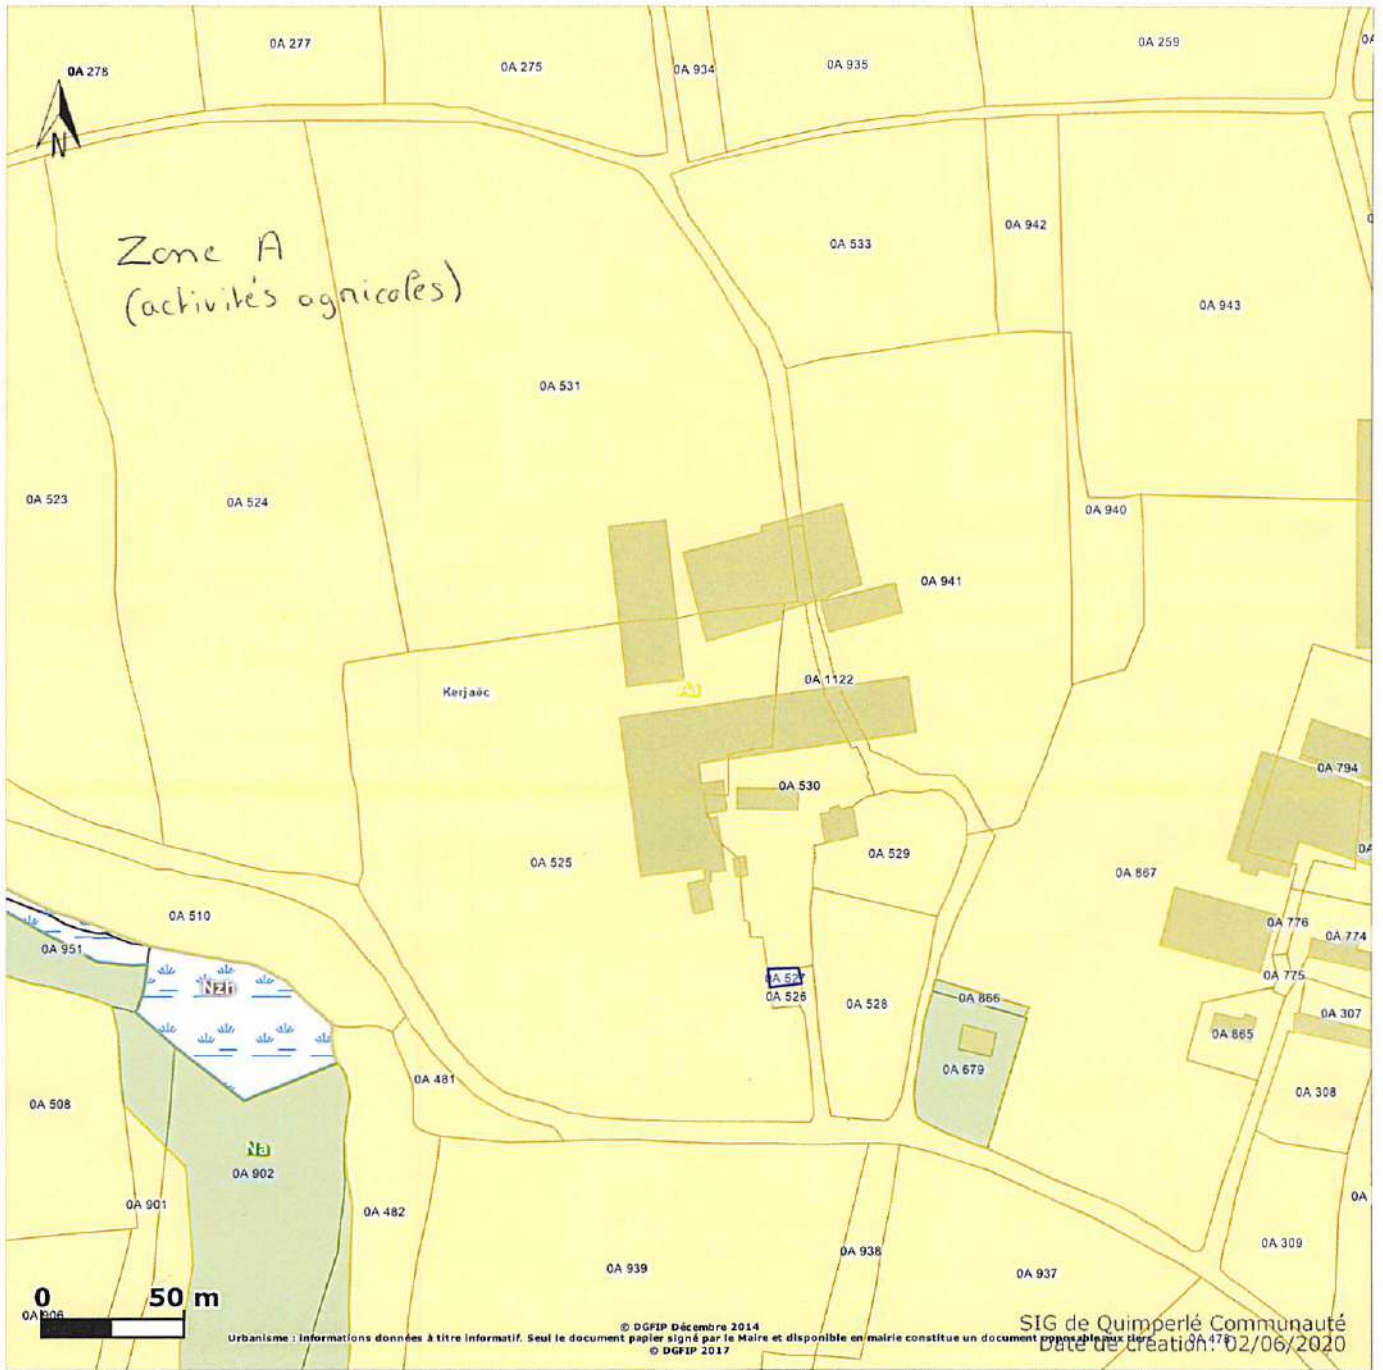 0A 277
0A 259
0A 278
0A 275
0A 934
0A 935
N
0A 942
Zone A
(activités agricoles)
0A 533
0A 943
0A 531
0A 523
0A 524
0A 940
0A 941
Kerjaëc
0A 1122
0A 530
0A 794
0A 525
0A 529
0A 867
0A 510
0A 951
0A 776
0A 774
Nzh
0A 527
0A 526
0A 528
0A 866
0A 775
0A 307
0A 865
0A 679
0A 481
0A 308
0A 508
Na
0A 902
0A 901
0A 482
0A
0A 309
0A 938
0A 939
0A 937
0 50 m
0A 906
© DGFIP Décembre 2014
Urbanisme : Informations données à titre informatif. Seul le document papier signé par le Maire et disponible en mairie constitue un document opposable aux tiers
© DGFIP 2017
0A 478
SIG de Quimperlé Communauté
Date de création: 02/06/2020